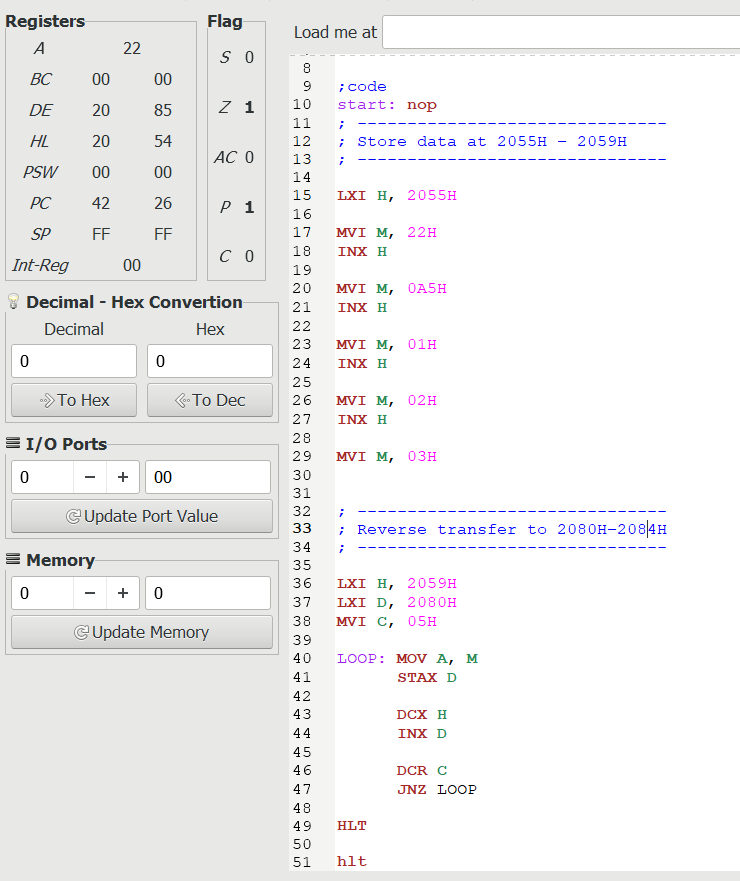 Registers
A 22
BC 00 00
DE 20 85
HL 20 54
PSW 00 00
PC 42 26
SP FF FF
Int-Reg 00
Flag
S 0
Z 1
AC 0
P 1
C 0
Decimal - Hex Convertion
Decimal Hex
0 0
To Hex To Dec
I/O Ports
0 − + 00
Update Port Value
Memory
0 − + 0
Update Memory
Load me at
8
9 ;code
10 start: nop
11 ; -------------------------------
12 ; Store data at 2055H – 2059H
13 ; -------------------------------
14
15 LXI H, 2055H
16
17 MVI M, 22H
18 INX H
19
20 MVI M, 0A5H
21 INX H
22
23 MVI M, 01H
24 INX H
25
26 MVI M, 02H
27 INX H
28
29 MVI M, 03H
30
31
32 ; -------------------------------
33 ; Reverse transfer to 2080H–2084H
34 ; -------------------------------
35
36 LXI H, 2059H
37 LXI D, 2080H
38 MVI C, 05H
39
40 LOOP: MOV A, M
41 STAX D
42
43 DCX H
44 INX D
45
46 DCR C
47 JNZ LOOP
48
49 HLT
50
51 hlt